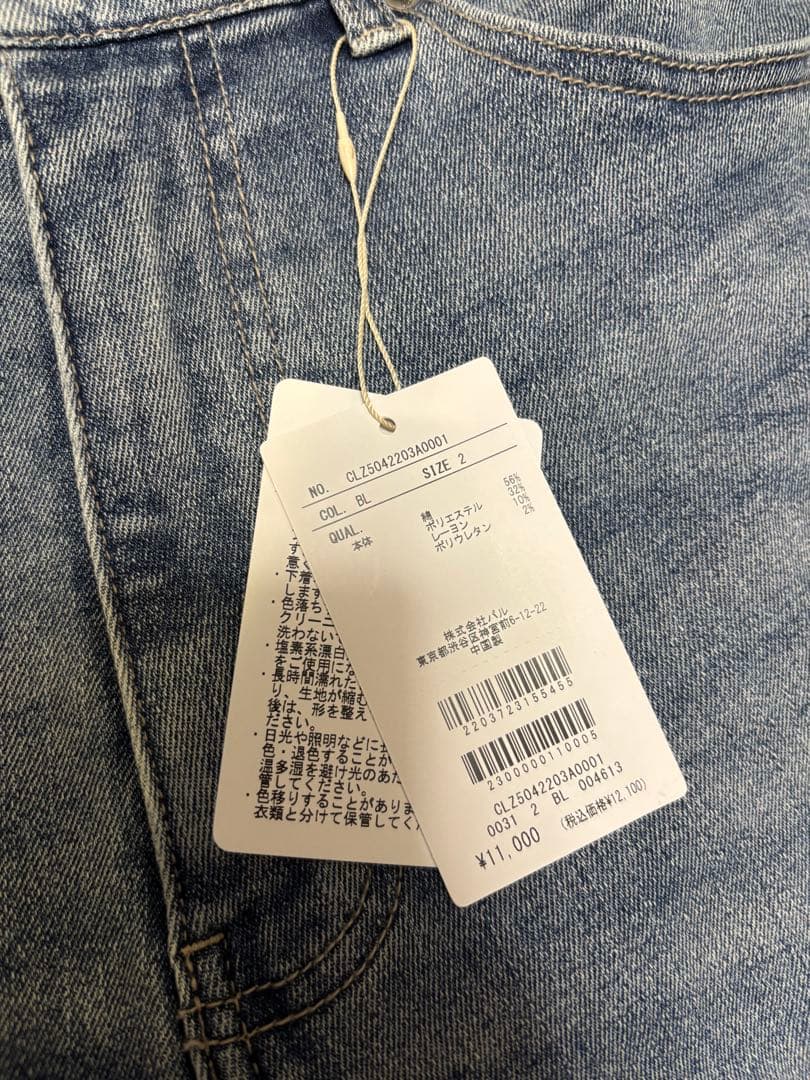 NO. CLZ5042203A0001
COL. BL SIZE 2
QUAL.
本体 綿 56%
ポリエステル 32%
レーヨン 10%
ポリウレタン 2%
株式会社パル
東京都渋谷区神宮前6-12-22
中国製
2203723155455
2300000110005
CLZ5042203A0001
0031 2 BL 004613
¥11,000 (税込価格¥12,100)
す
意
・下着
します
・色落ち
クリーニ
洗わない
・塩素系漂白
をご使用にな
・長時間濡れた
り、生地が縮む
後は、形を整え
ださい。
・日光や照明などに
色・退色することが
温多湿を避け光のあた
管してください。
・色移りすることがありま
衣類と分けて保管してく